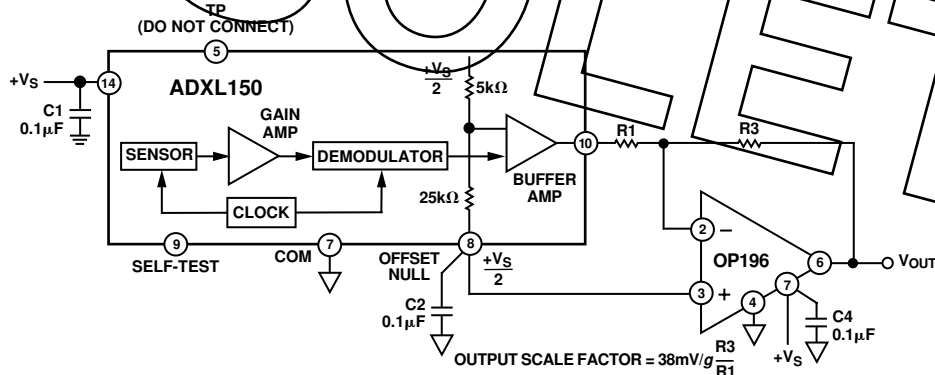 TP
(DO NOT CONNECT)
5
+VS
14
C1
0.1µF
ADXL150
+VS
2
5kΩ
GAIN
AMP
SENSOR
DEMODULATOR
BUFFER
AMP
10
R1
R3
25kΩ
CLOCK
9
SELF-TEST
7
COM
OFFSET
NULL
8
+VS
2
C2
0.1µF
2
−
OP196
3
+
4
7
6
VOUT
C4
0.1µF
+VS
OUTPUT SCALE FACTOR = 38mV/g R3
R1